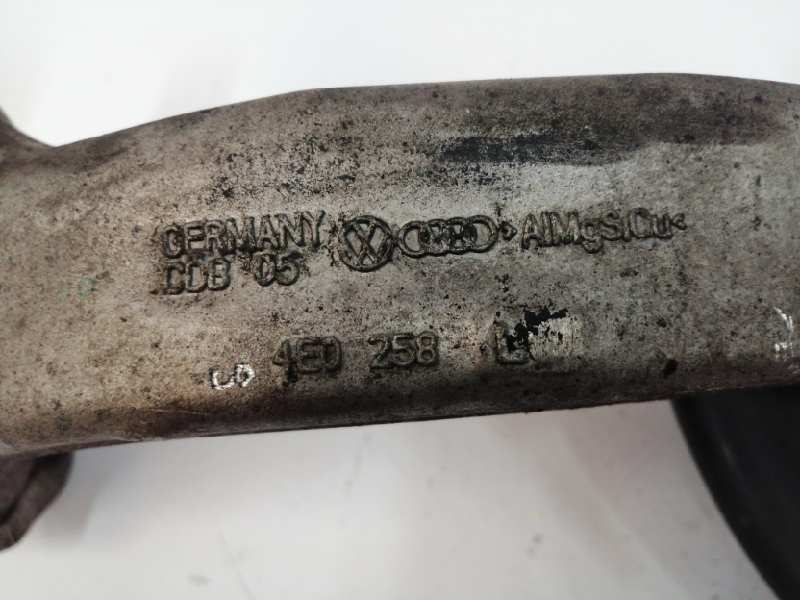 GERMANY >AlMgSiCu<
DDB 05
4E0 258 L